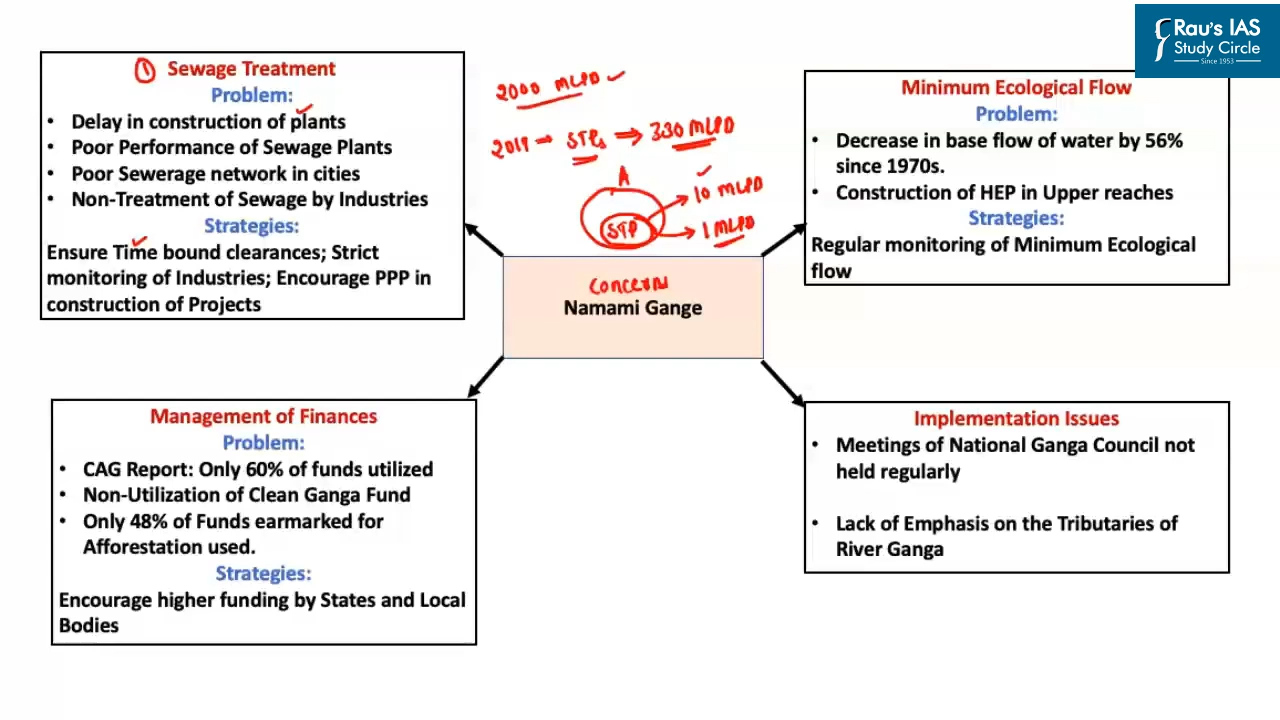 Rau's IAS
Study Circle
Since 1953
① Sewage Treatment
Problem:
• Delay in construction of plants
• Poor Performance of Sewage Plants
• Poor Sewerage network in cities
• Non-Treatment of Sewage by Industries
Strategies:
Ensure Time bound clearances; Strict
monitoring of Industries; Encourage PPP in
construction of Projects
2000 MLPD
2019 → STPs ⇒ 330 MLPD
A
10 MLPD
STP
1 MLPD
Minimum Ecological Flow
Problem:
• Decrease in base flow of water by 56%
since 1970s.
• Construction of HEP in Upper reaches
Strategies:
Regular monitoring of Minimum Ecological
flow
Concerns
Namami Gange
Management of Finances
Problem:
• CAG Report: Only 60% of funds utilized
• Non-Utilization of Clean Ganga Fund
• Only 48% of Funds earmarked for
Afforestation used.
Strategies:
Encourage higher funding by States and Local
Bodies
Implementation Issues
• Meetings of National Ganga Council not
held regularly
• Lack of Emphasis on the Tributaries of
River Ganga